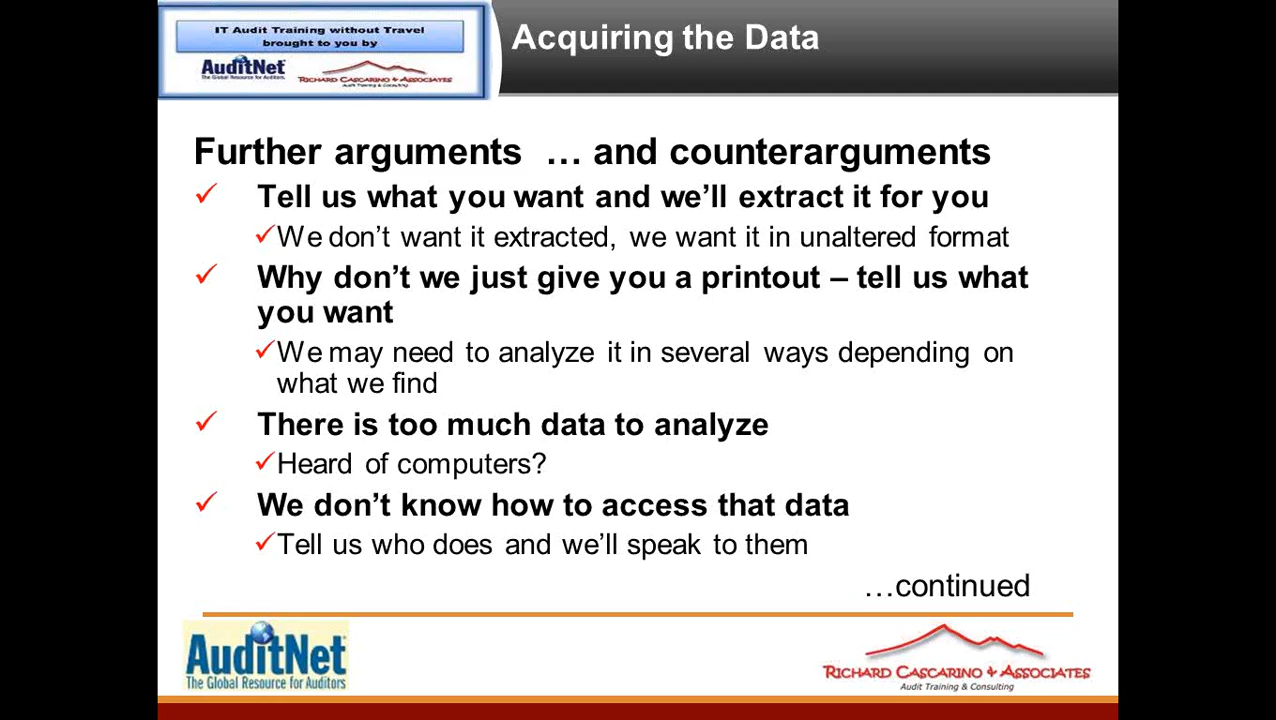 IT Audit Training without Travel
brought to you by
AuditNet
The Global Resource for Auditors
Richard Cascarino & Associates
Audit Training & Consulting
Acquiring the Data
Further arguments … and counterarguments
Tell us what you want and we’ll extract it for you
We don’t want it extracted, we want it in unaltered format
Why don’t we just give you a printout – tell us what
you want
We may need to analyze it in several ways depending on
what we find
There is too much data to analyze
Heard of computers?
We don’t know how to access that data
Tell us who does and we’ll speak to them
…continued
AuditNet
The Global Resource for Auditors
Richard Cascarino & Associates
Audit Training & Consulting